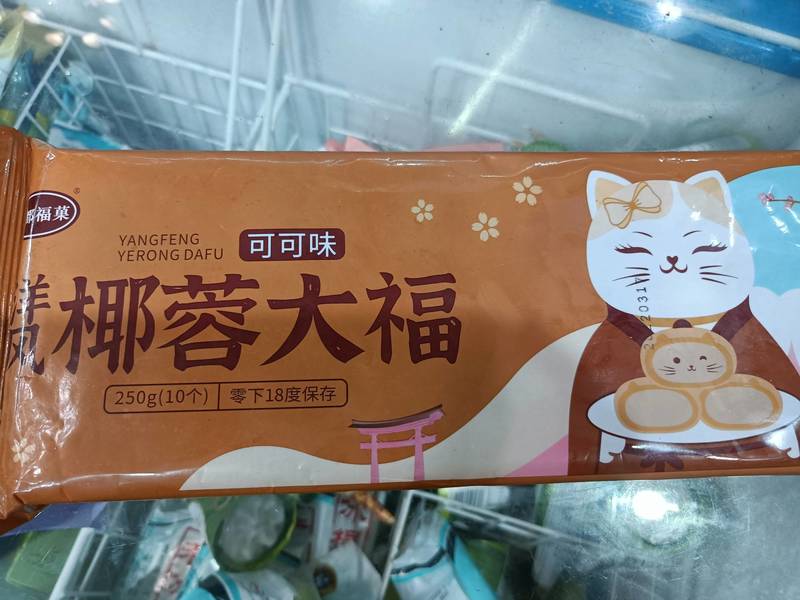 福菓
®
YANGFENG
YERONG DAFU
可可味
椰蓉大福
250g(10个)
零下18度保存